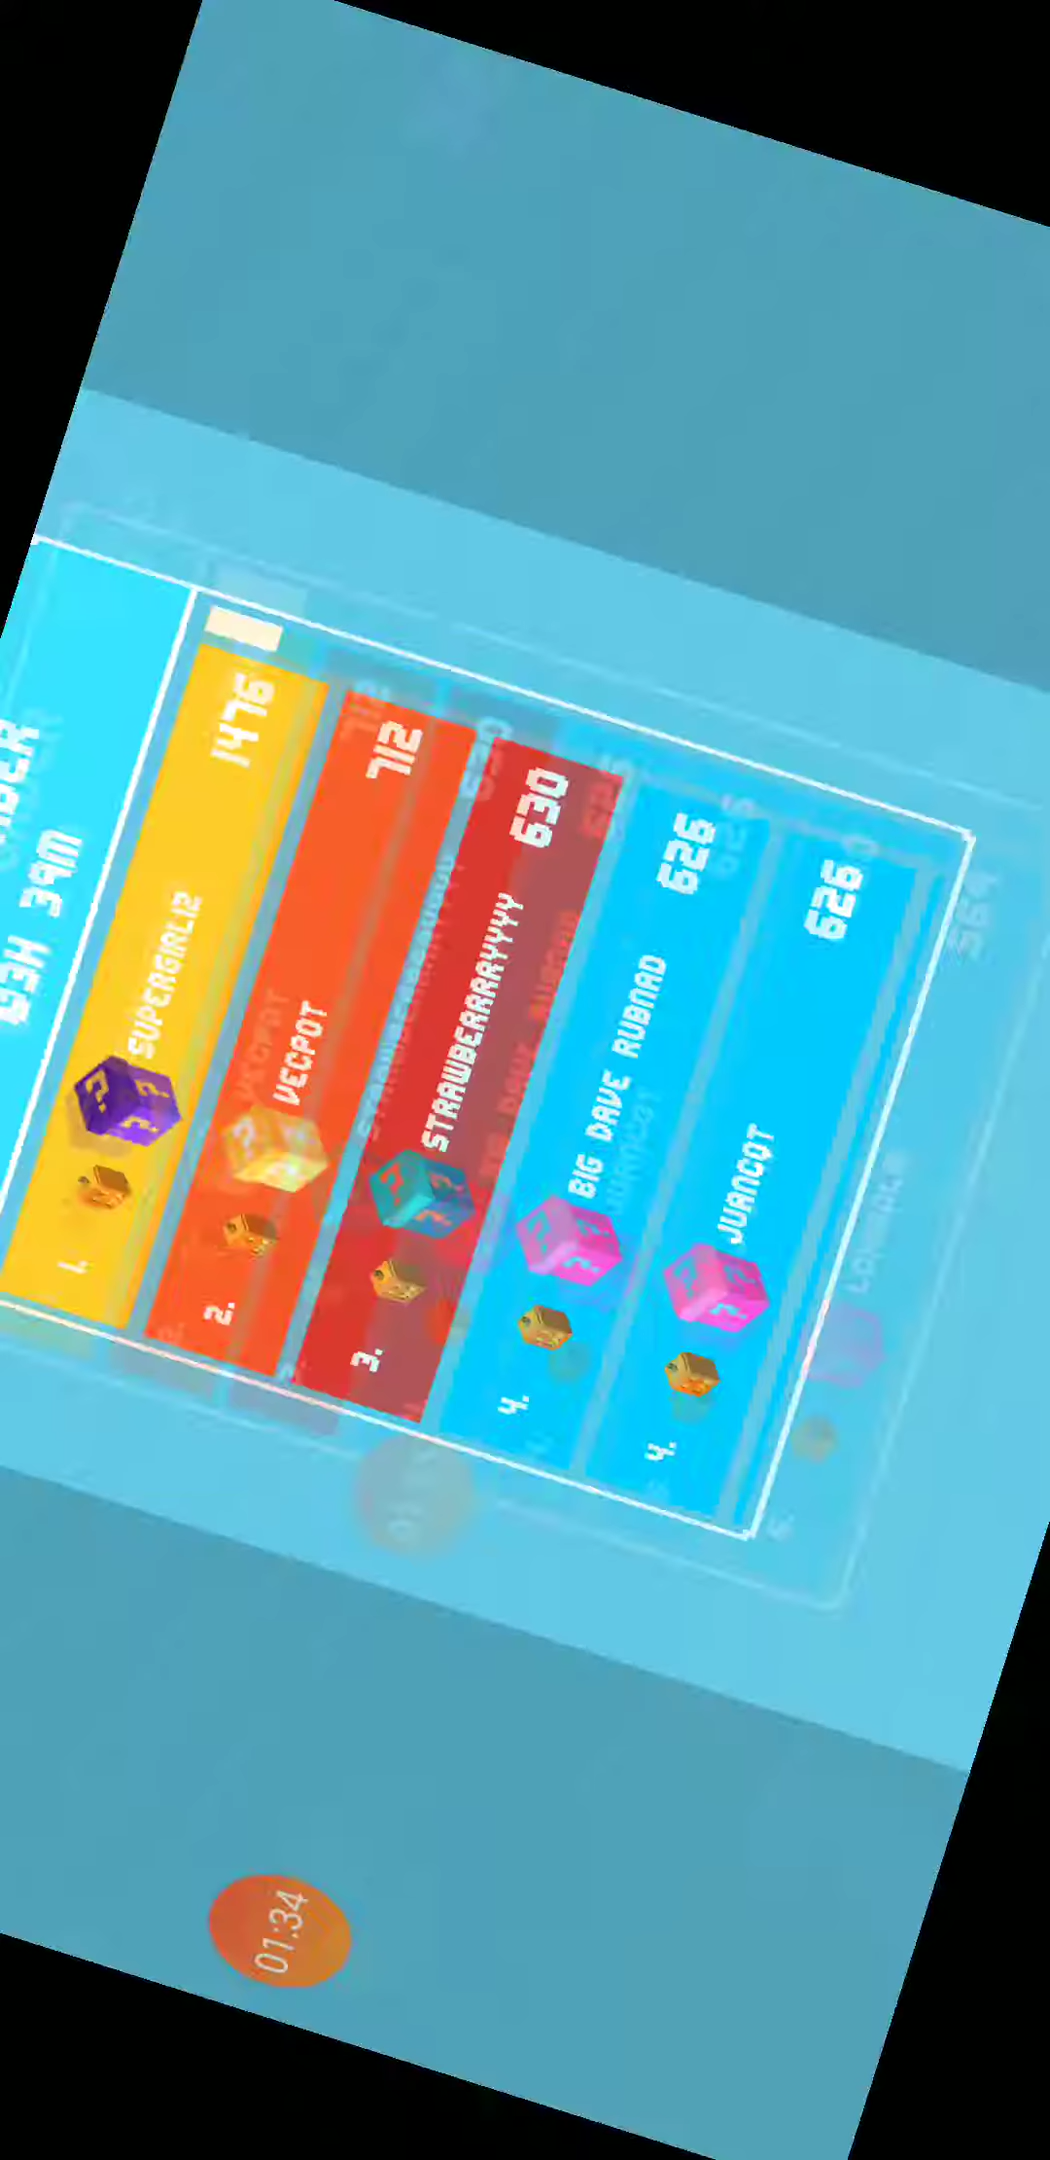 03H 39M
1. SUPERGIRL12 1476
2. VECPOT 712
3. STRAWBERRRRYYYY 630
4. BIG DAVE RUBNAD 626
4. JUANCOT 626
01:34